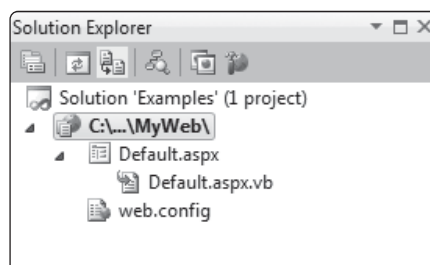 Solution Explorer
Solution 'Examples' (1 project)
C:\...\MyWeb\
Default.aspx
Default.aspx.vb
web.config